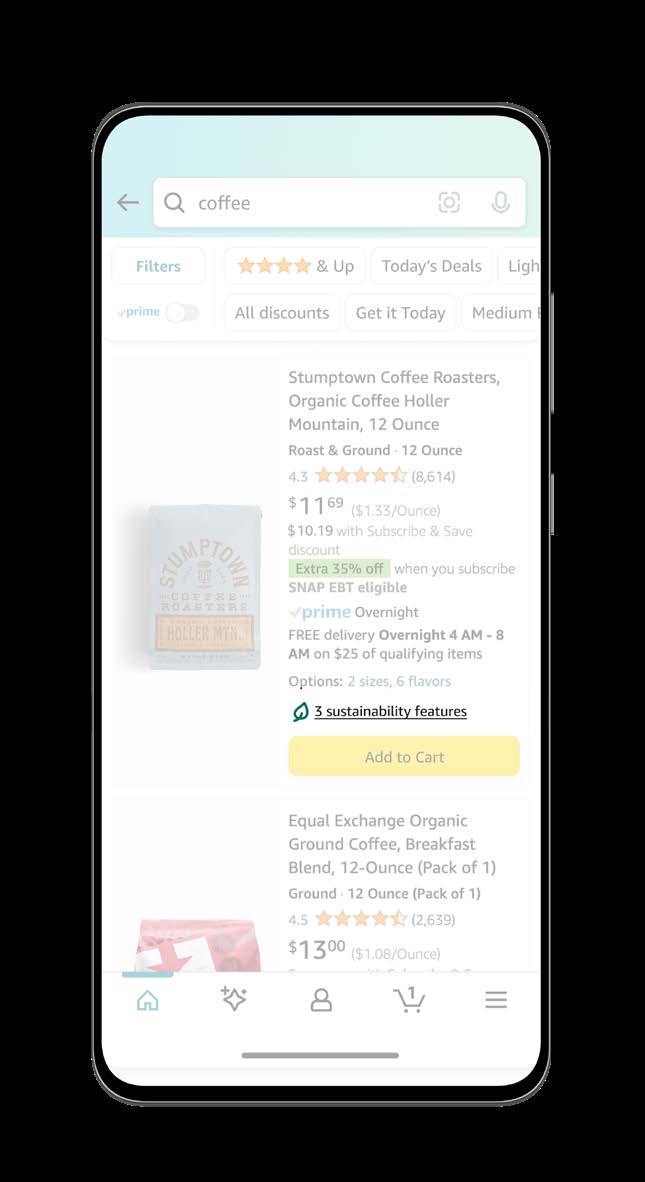 coffee
Filters
& Up
Today's Deals
Ligh
prime
All discounts
Get it Today
Medium
Stumptown Coffee Roasters,
Organic Coffee Holler
Mountain, 12 Ounce
Roast & Ground · 12 Ounce
4.3 (8,614)
$11 69 ($1.33/Ounce)
$10.19 with Subscribe & Save
discount
Extra 35% off when you subscribe
SNAP EBT eligible
prime Overnight
FREE delivery Overnight 4 AM - 8
AM on $25 of qualifying items
Options: 2 sizes, 6 flavors
3 sustainability features
Add to Cart
STUMPTOWN
COFFEE
ROASTERS
HOLLER MTN.
Equal Exchange Organic
Ground Coffee, Breakfast
Blend, 12-Ounce (Pack of 1)
Ground · 12 Ounce (Pack of 1)
4.5 (2,639)
$13 00 ($1.08/Ounce)
1